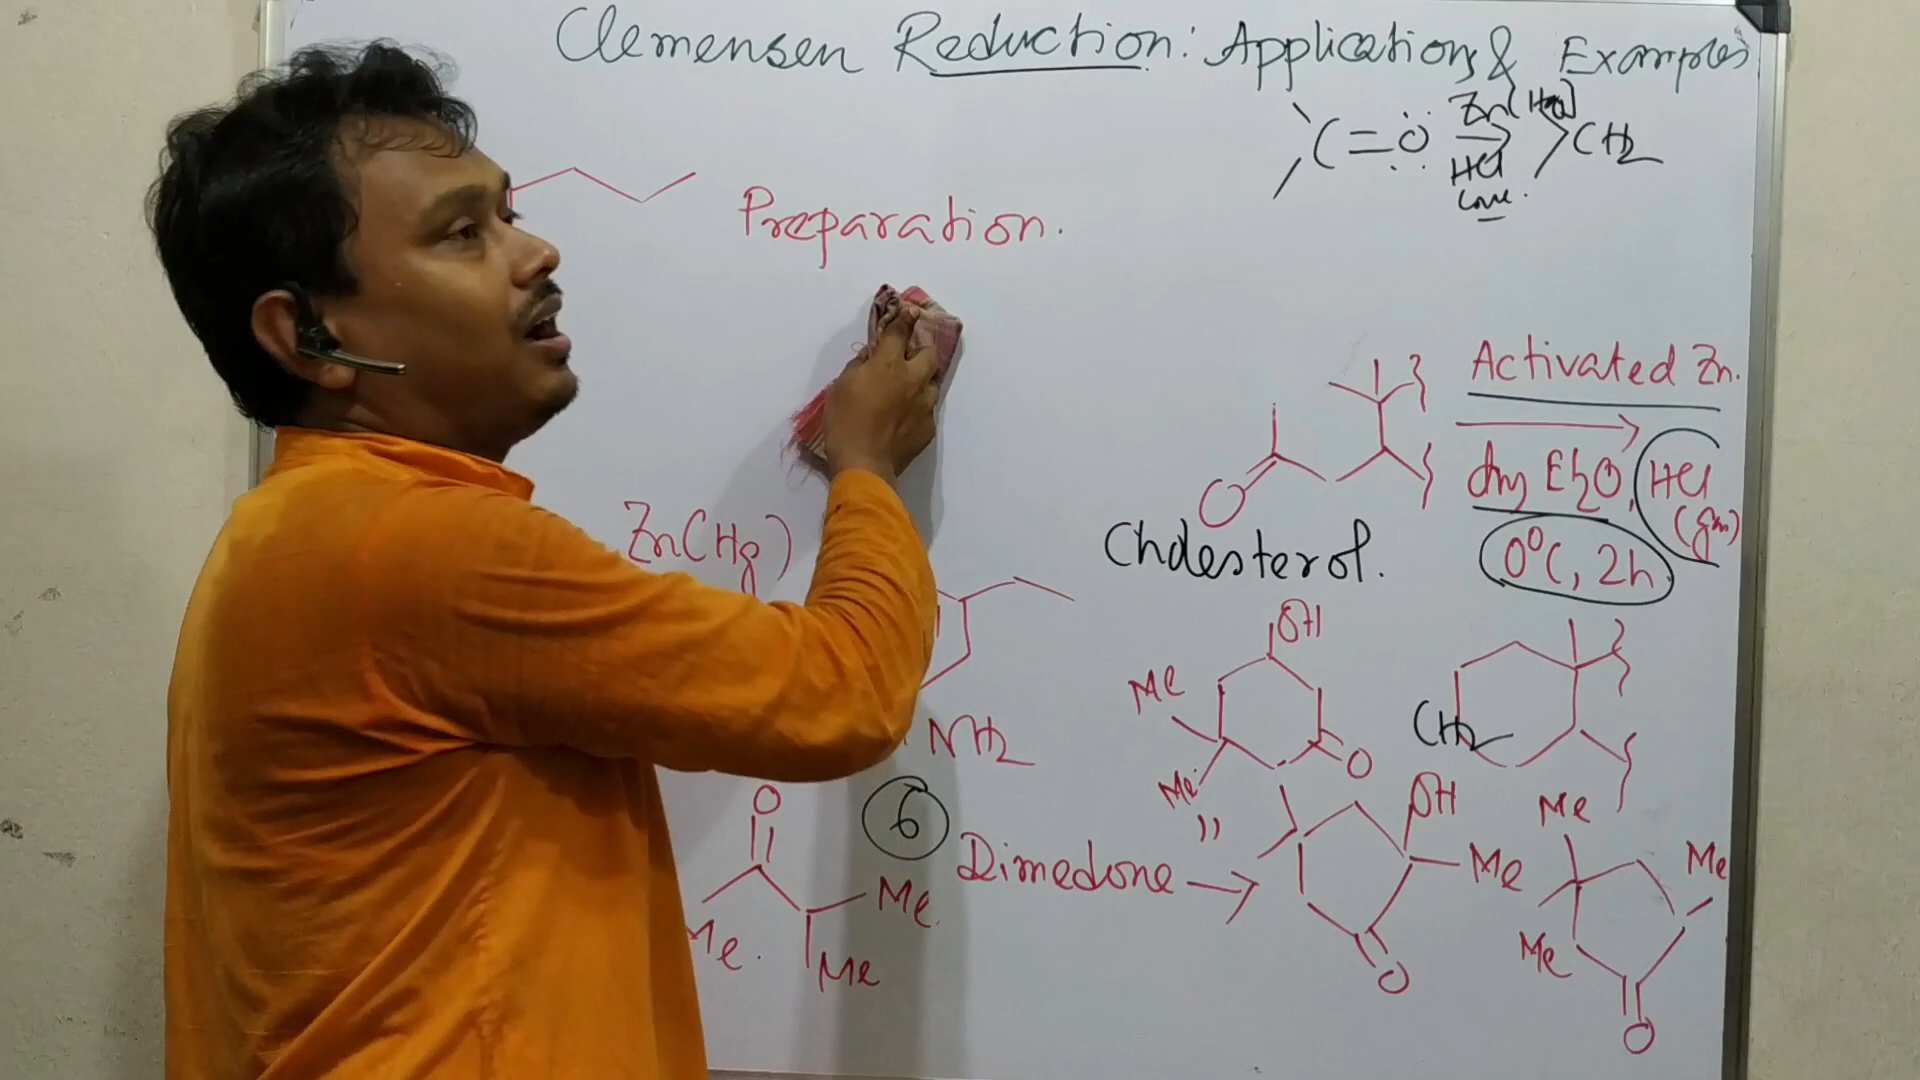 Clemensen Reduction: Applications & Examples
C=O Zn[Hg] CH2
HCl
conc.
Preparation.
Activated Zn.
dry Et2O, HCl
(gas)
O
0°C, 2h
Zn(Hg)
Cholesterol.
OH
Me
NH2
CH2
O
Me
O
6
OH
Me
Dimedone →
Me
Me
Me.
Me.
Me
Me
O
O